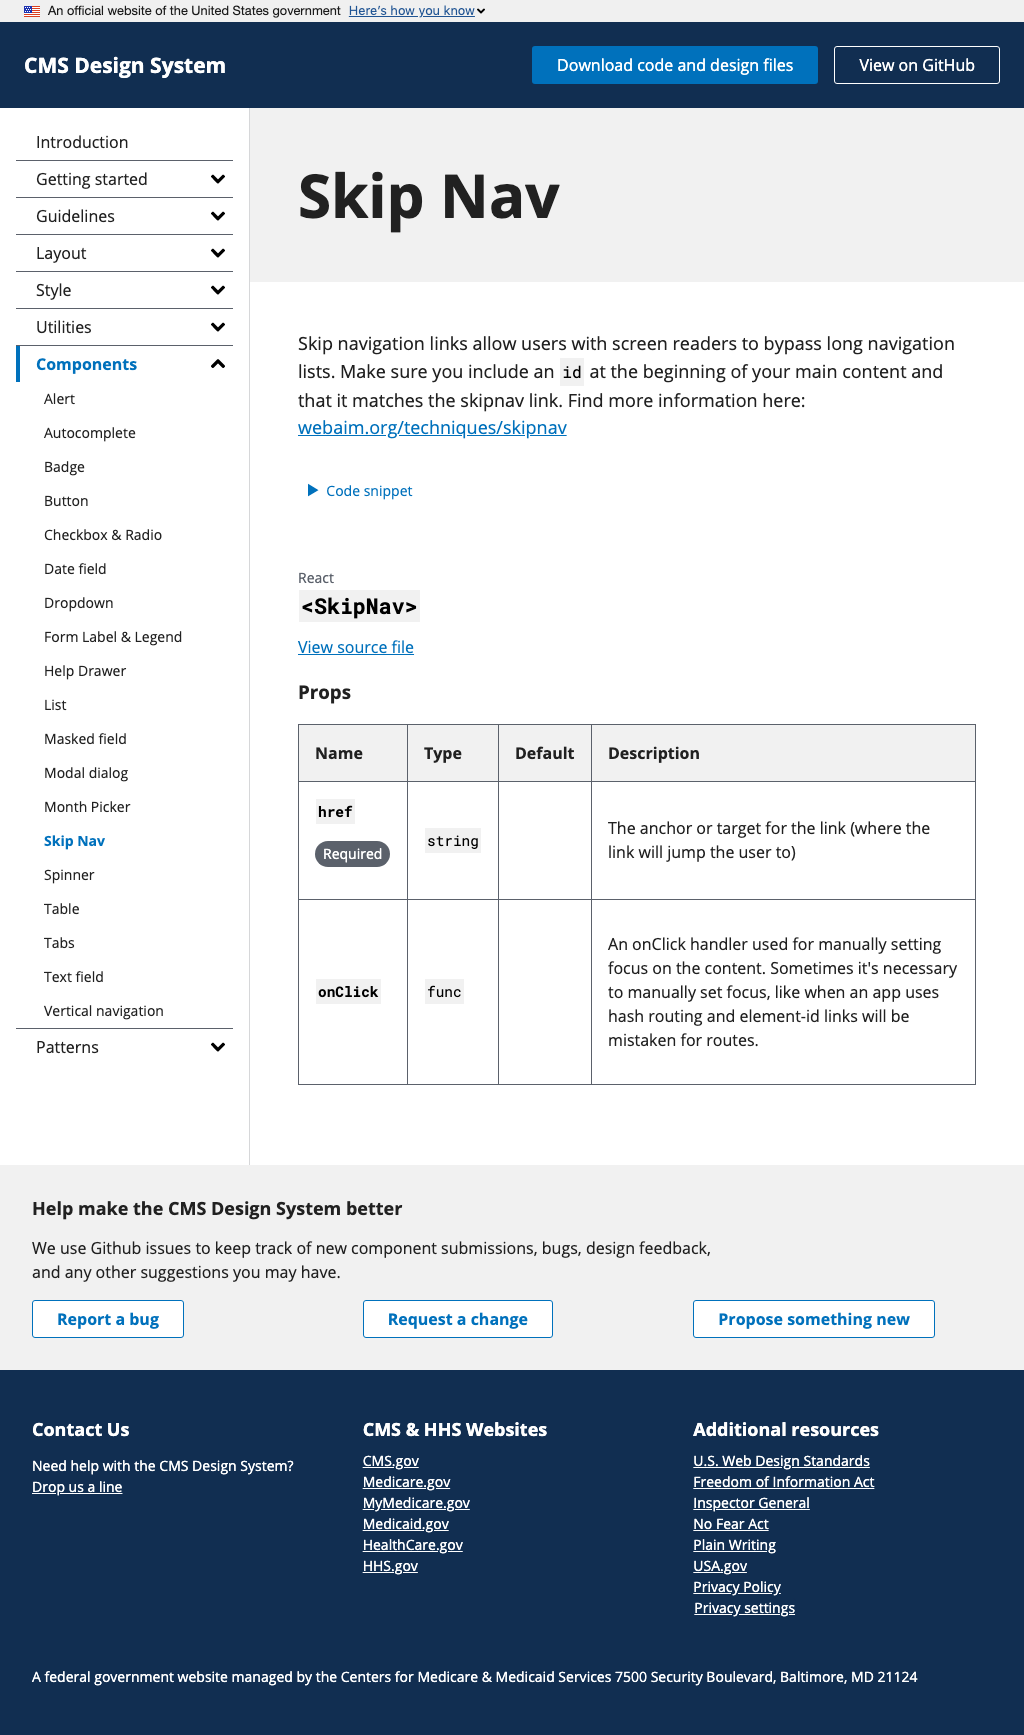 An official website of the United States government Here's how you know
CMS Design System
Download code and design files
View on GitHub
Introduction
Getting started
Guidelines
Layout
Style
Utilities
Components
Alert
Autocomplete
Badge
Button
Checkbox & Radio
Date field
Dropdown
Form Label & Legend
Help Drawer
List
Masked field
Modal dialog
Month Picker
Skip Nav
Spinner
Table
Tabs
Text field
Vertical navigation
Patterns
Skip Nav
Skip navigation links allow users with screen readers to bypass long navigation
lists. Make sure you include an id at the beginning of your main content and
that it matches the skipnav link. Find more information here:
webaim.org/techniques/skipnav
Code snippet
React
<SkipNav>
View source file
Props
Name Type Default Description
href
Required
string
The anchor or target for the link (where the
link will jump the user to)
onClick
func
An onClick handler used for manually setting
focus on the content. Sometimes it's necessary
to manually set focus, like when an app uses
hash routing and element-id links will be
mistaken for routes.
Help make the CMS Design System better
We use Github issues to keep track of new component submissions, bugs, design feedback,
and any other suggestions you may have.
Report a bug
Request a change
Propose something new
Contact Us
Need help with the CMS Design System?
Drop us a line
CMS & HHS Websites
CMS.gov
Medicare.gov
MyMedicare.gov
Medicaid.gov
HealthCare.gov
HHS.gov
Additional resources
U.S. Web Design Standards
Freedom of Information Act
Inspector General
No Fear Act
Plain Writing
USA.gov
Privacy Policy
Privacy settings
A federal government website managed by the Centers for Medicare & Medicaid Services 7500 Security Boulevard, Baltimore, MD 21124